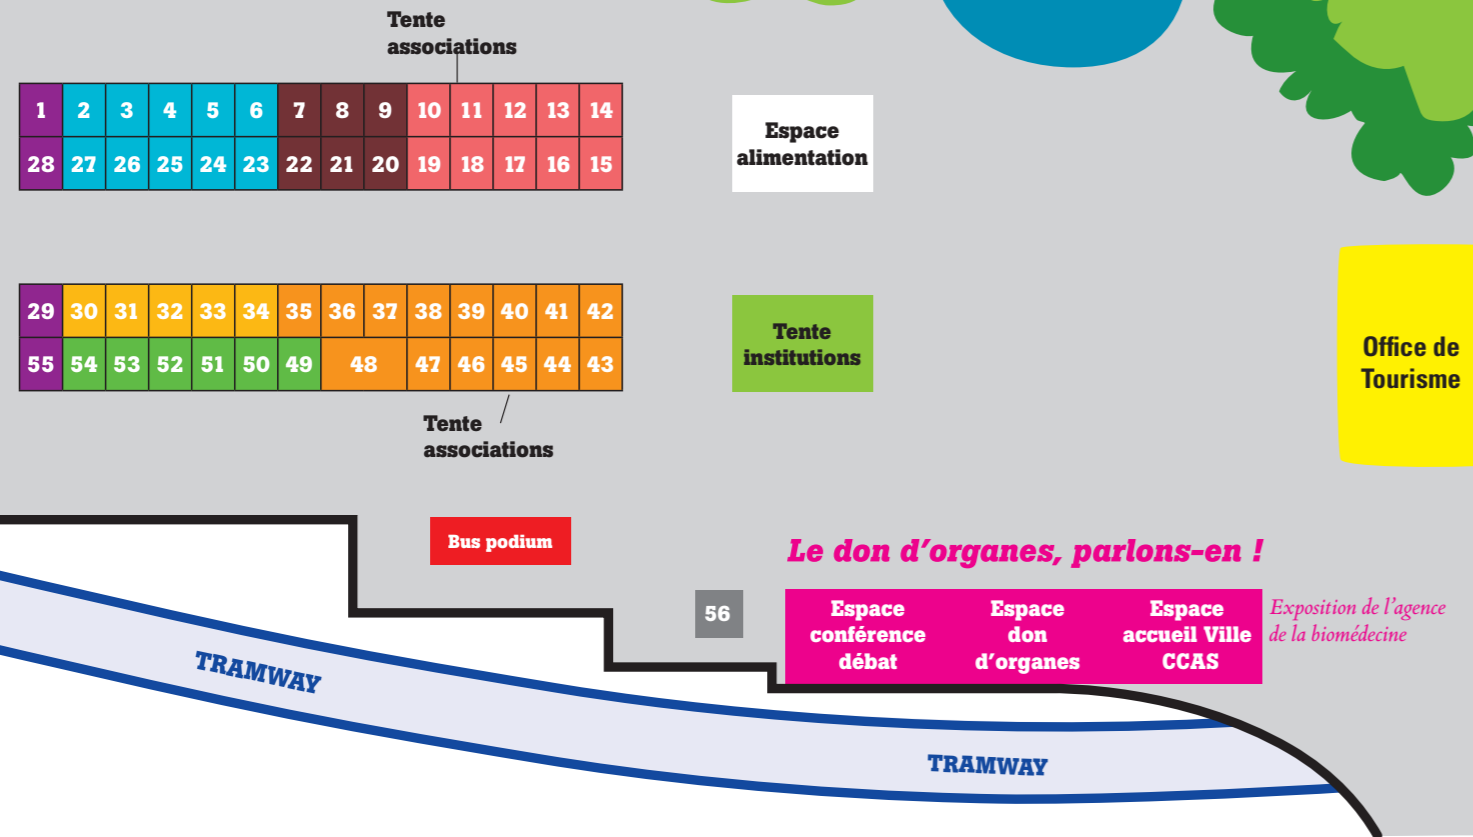 Tente
associations
1 2 3 4 5 6 7 8 9 10 11 12 13 14
28 27 26 25 24 23 22 21 20 19 18 17 16 15
Espace
alimentation
29 30 31 32 33 34 35 36 37 38 39 40 41 42
55 54 53 52 51 50 49 48 47 46 45 44 43
Tente
institutions
Office de
Tourisme
Tente
associations
Bus podium
Le don d'organes, parlons-en !
56
Espace
conférence
débat
Espace
don
d'organes
Espace
accueil Ville
CCAS
Exposition de l'agence
de la biomédecine
TRAMWAY
TRAMWAY